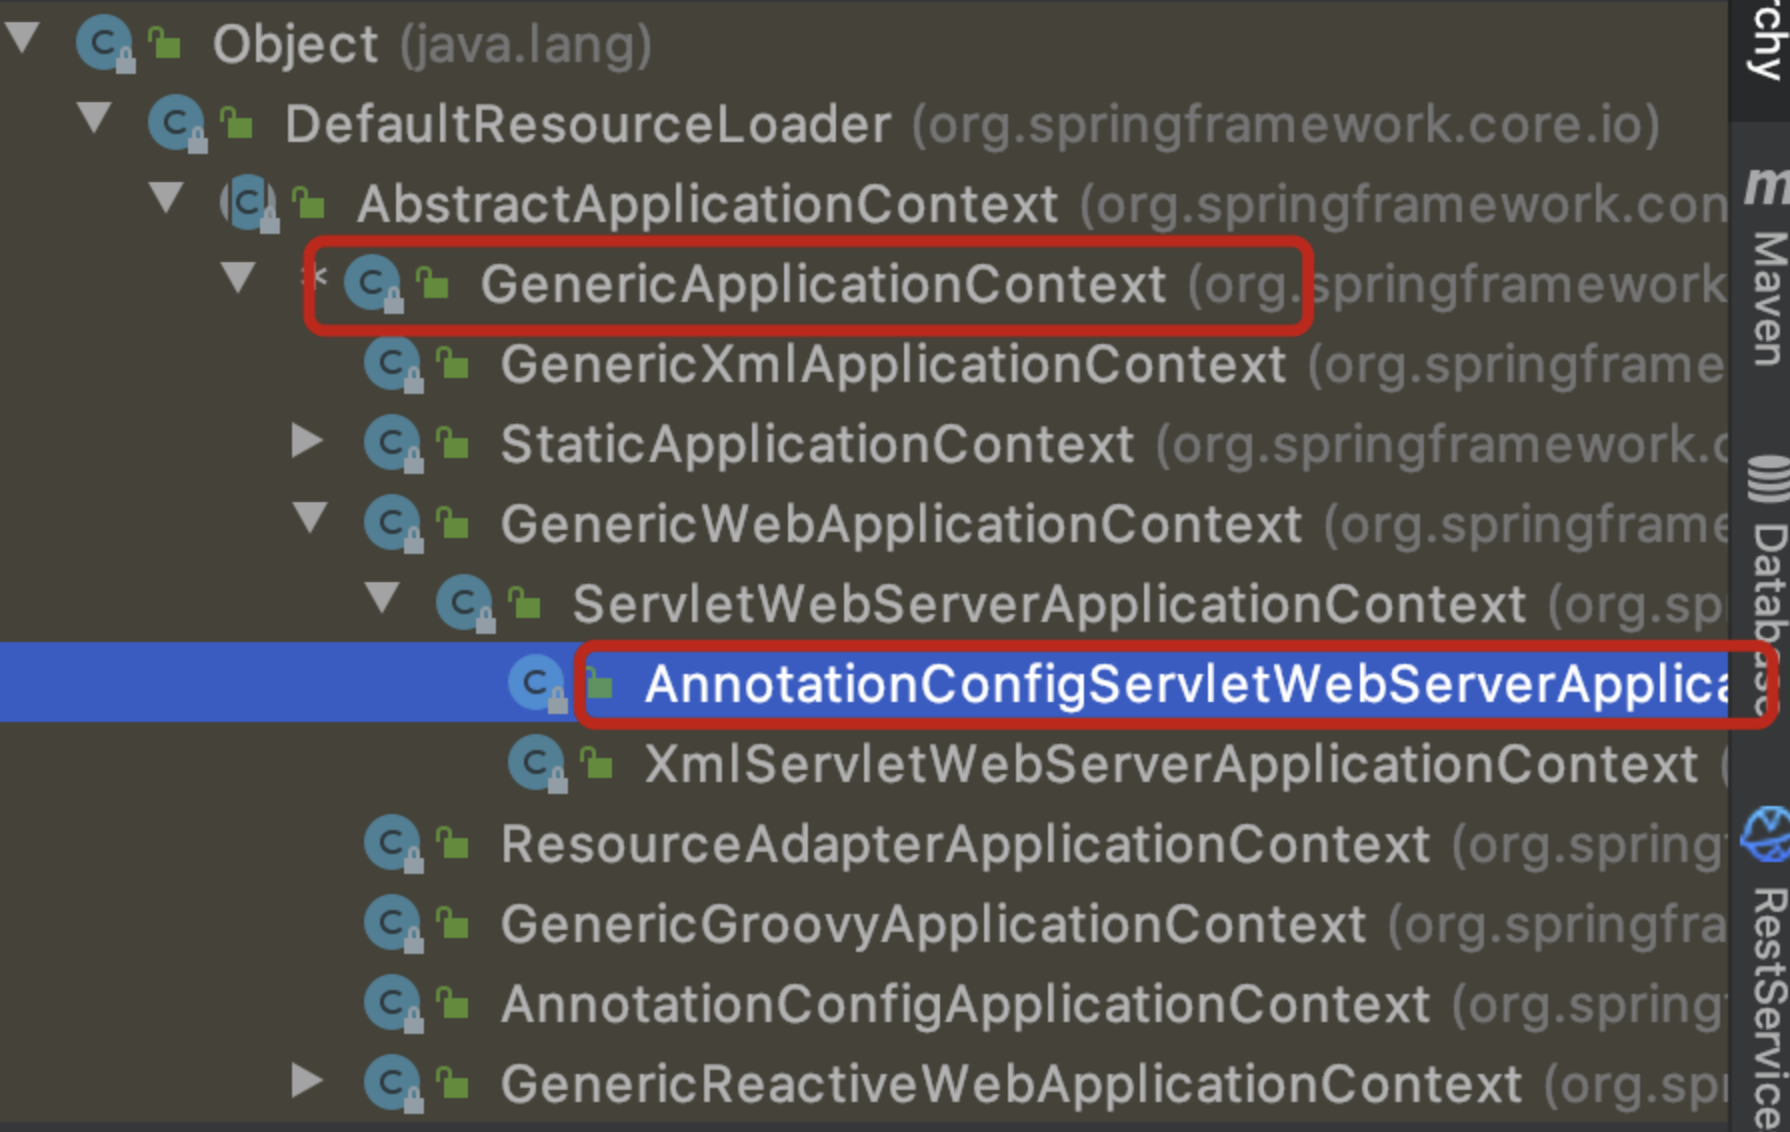 Object (java.lang)
DefaultResourceLoader (org.springframework.core.io)
AbstractApplicationContext (org.springframework.con
* GenericApplicationContext (org.springframework
GenericXmlApplicationContext (org.springframe
StaticApplicationContext (org.springframework.c
GenericWebApplicationContext (org.springframe
ServletWebServerApplicationContext (org.sp
AnnotationConfigServletWebServerApplica
XmlServletWebServerApplicationContext (
ResourceAdapterApplicationContext (org.spring
GenericGroovyApplicationContext (org.springfra
AnnotationConfigApplicationContext (org.spring
GenericReactiveWebApplicationContext (org.spr
rchy
m Maven
Database
RestService